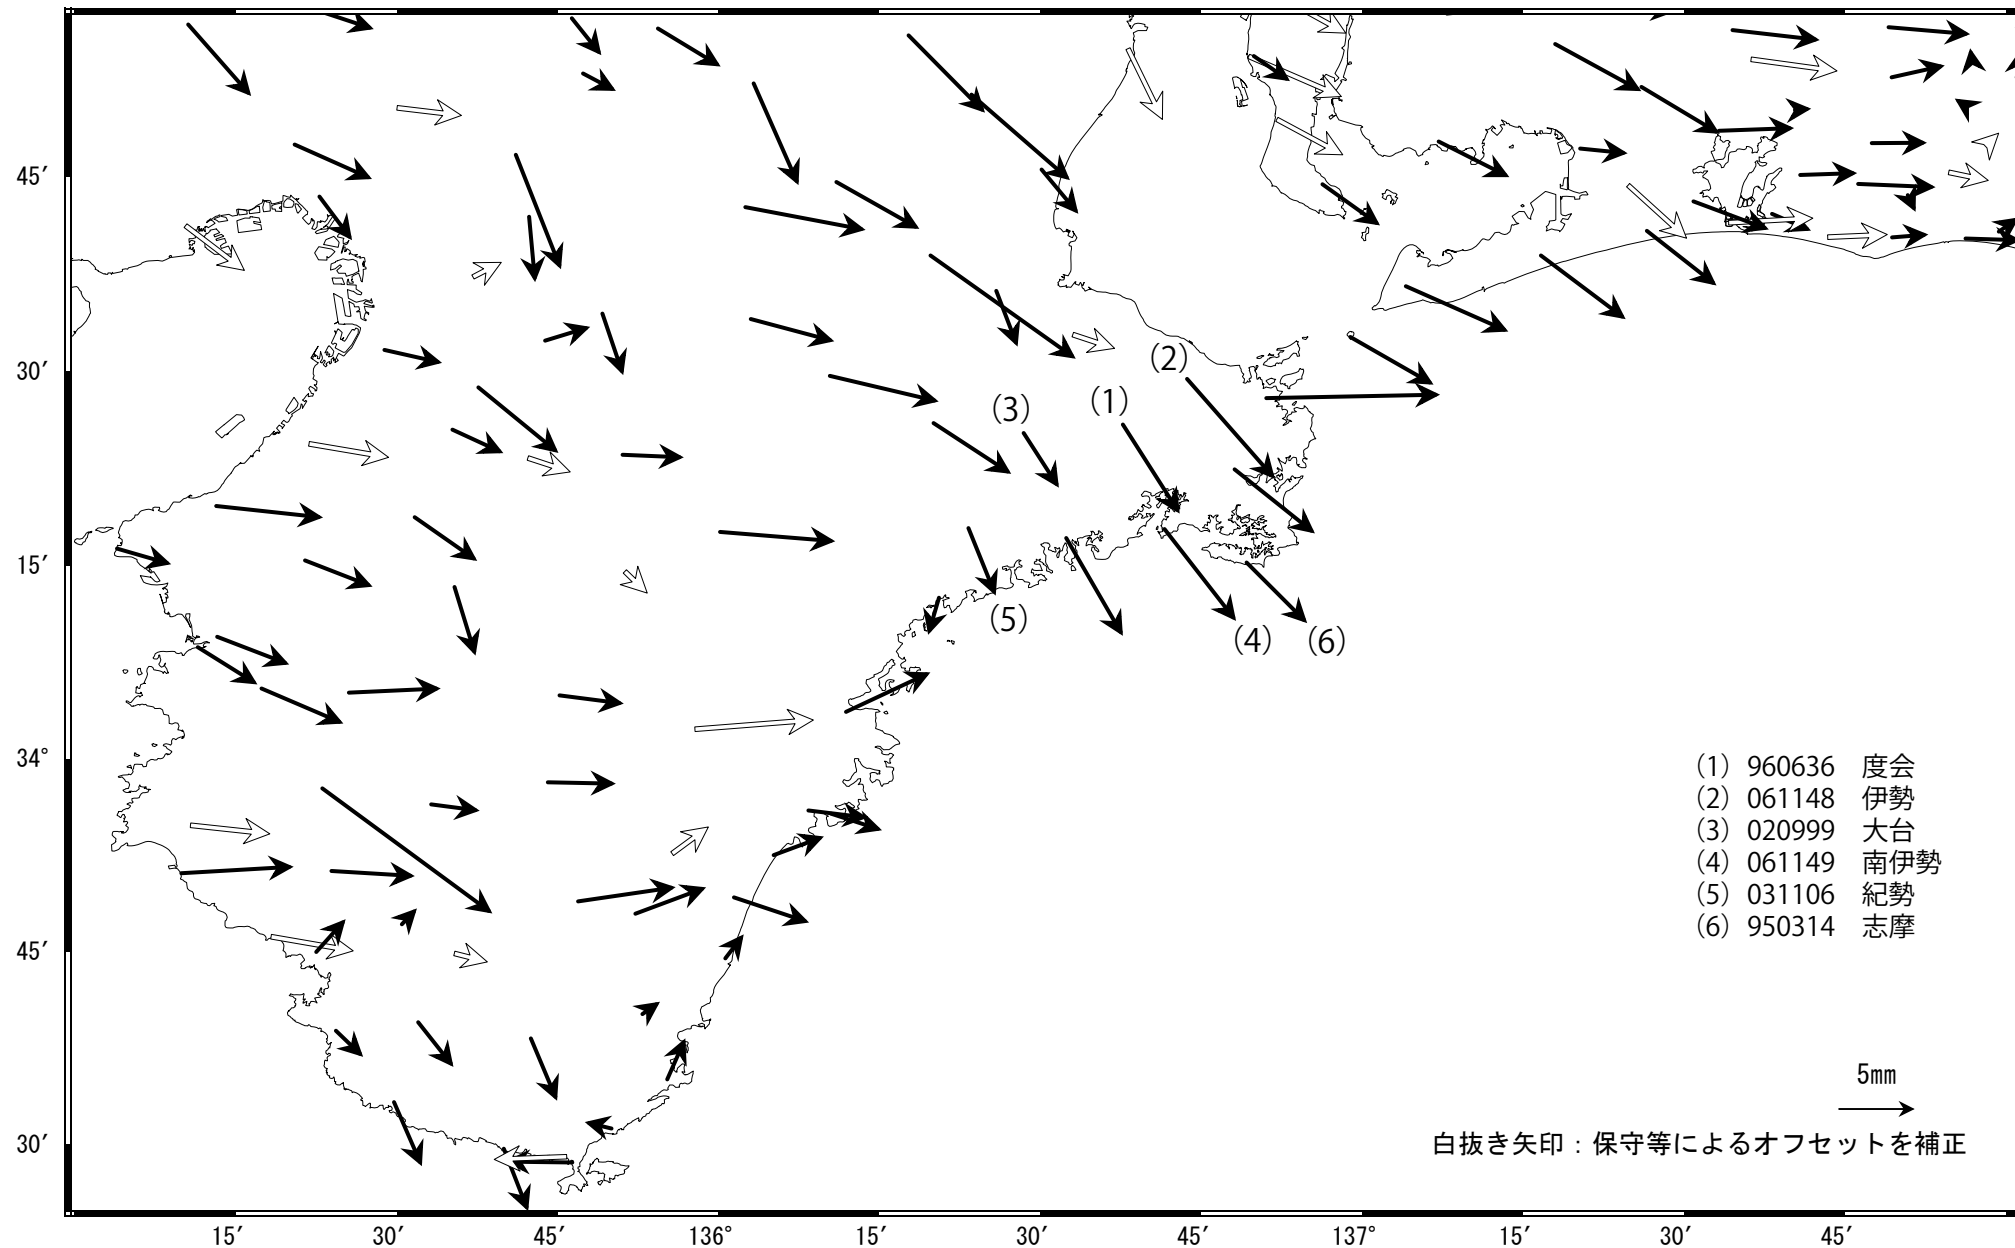 45′
30′
15′
34°
45′
30′
(2)
(1)
(3)
(5)
(4)
(6)
(1) 960636 度会
(2) 061148 伊勢
(3) 020999 大台
(4) 061149 南伊勢
(5) 031106 紀勢
(6) 950314 志摩
5mm
白抜き矢印：保守等によるオフセットを補正
15′ 30′ 45′ 136° 15′ 30′ 45′ 137° 15′ 30′ 45′